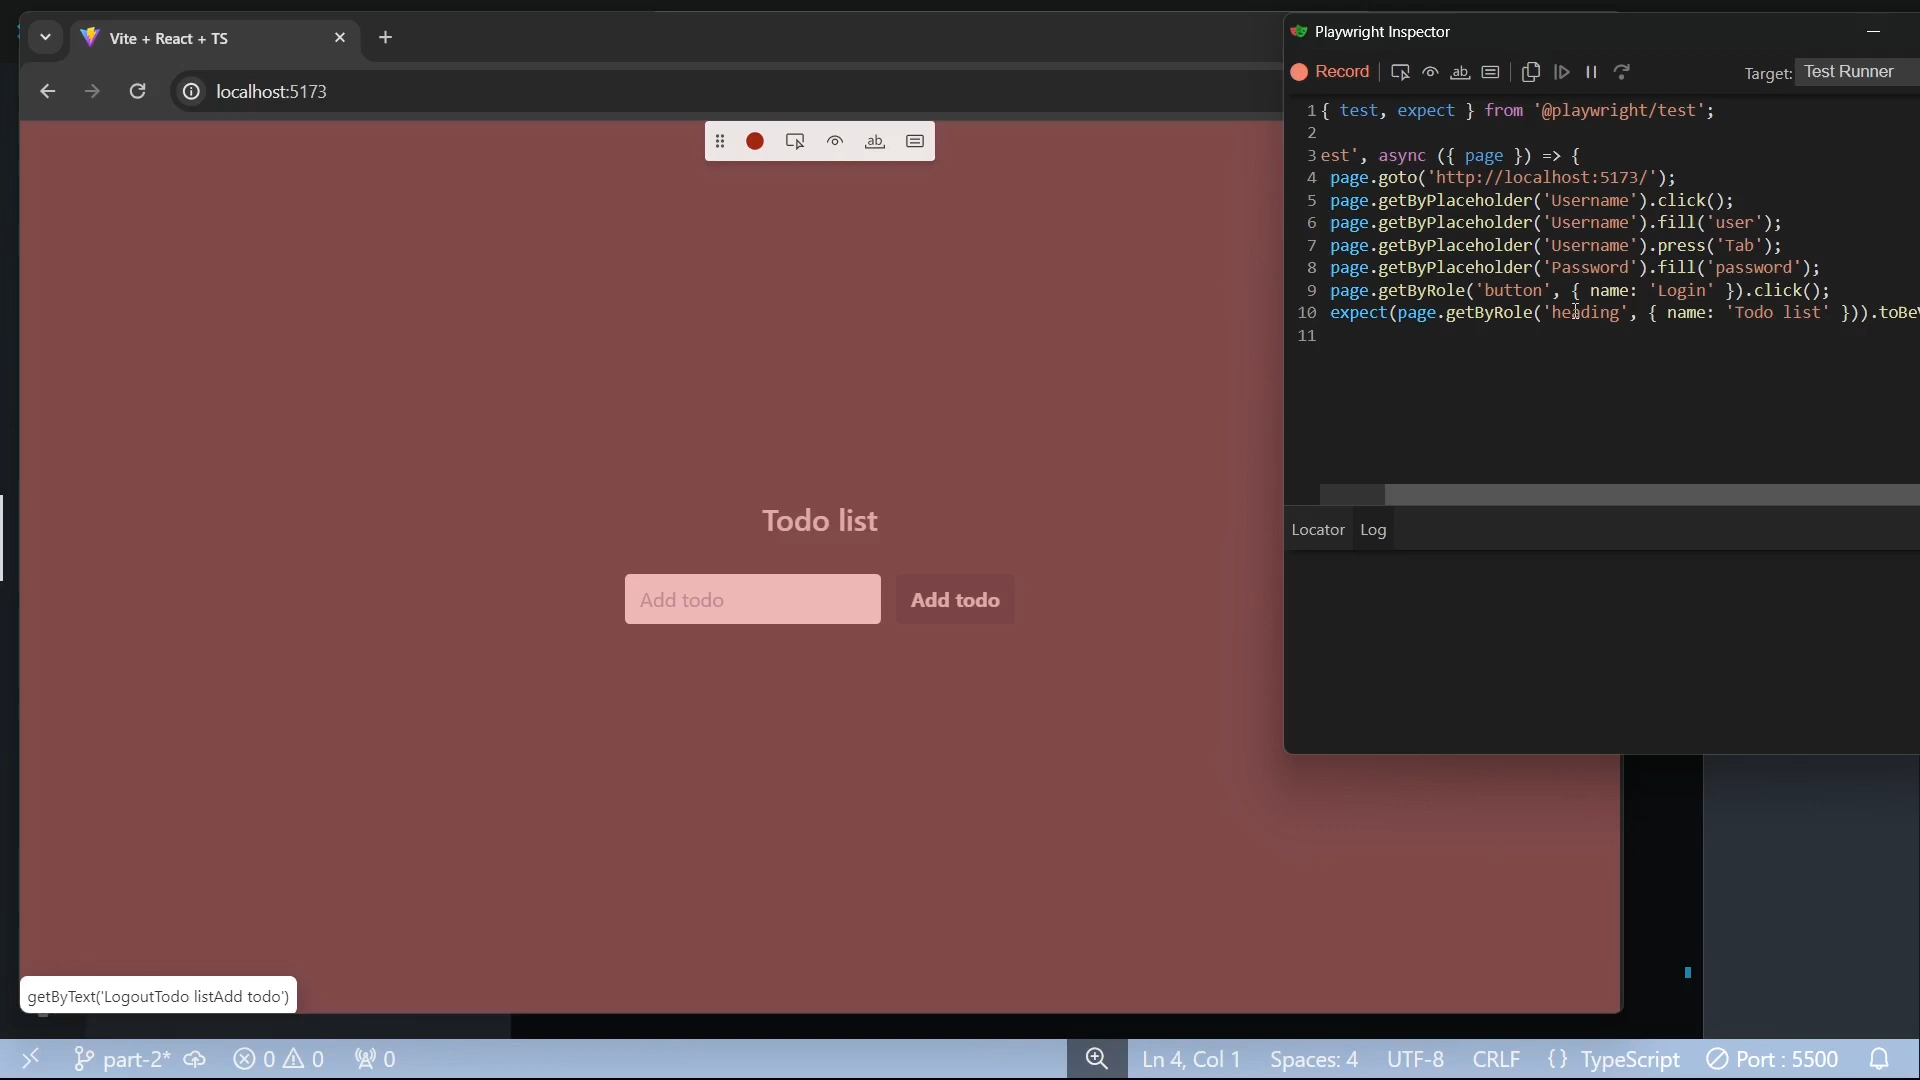 Vite + React + TS
localhost:5173
ab
Todo list
Add todo
Add todo
getByText('LogoutTodo listAdd todo')
Playwright Inspector
Record
ab
Target: Test Runner
1 { test, expect } from '@playwright/test';
2
3 est', async ({ page }) => {
4 page.goto('http://localhost:5173/');
5 page.getByPlaceholder('Username').click();
6 page.getByPlaceholder('Username').fill('user');
7 page.getByPlaceholder('Username').press('Tab');
8 page.getByPlaceholder('Password').fill('password');
9 page.getByRole('button', { name: 'Login' }).click();
10 expect(page.getByRole('heading', { name: 'Todo list' })).toBeV
11
Locator Log
part-2* 0 0 0 Ln 4, Col 1 Spaces: 4 UTF-8 CRLF {} TypeScript Port : 5500